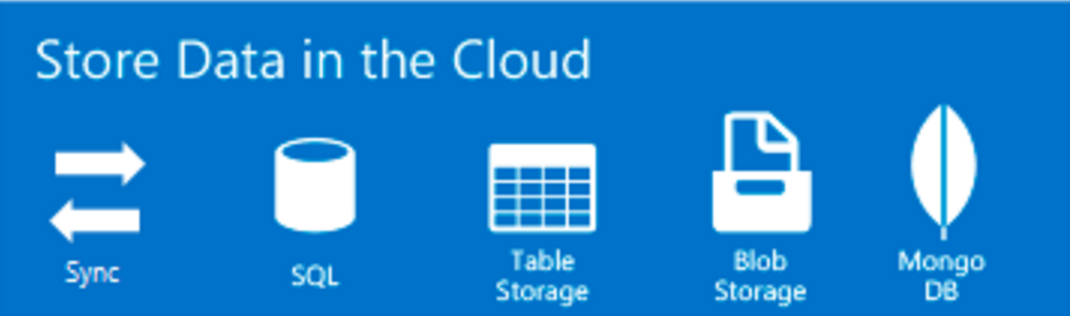 Store Data in the Cloud
Sync
SQL
Table
Storage
Blob
Storage
Mongo
DB